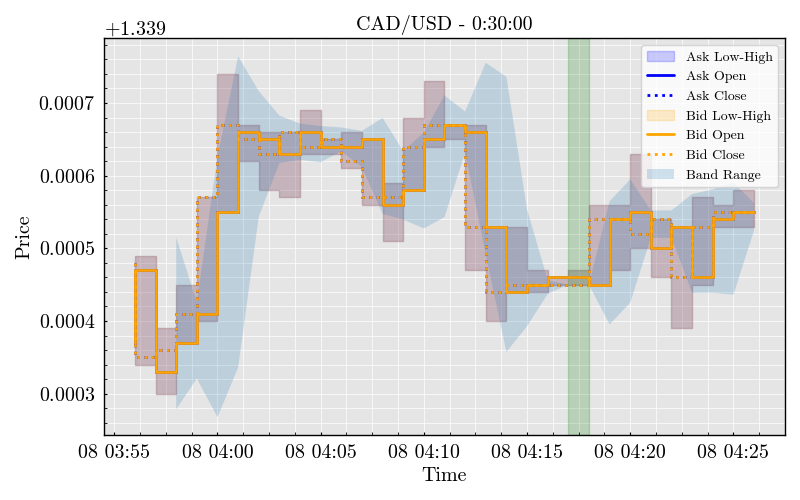 +1.339
CAD/USD - 0:30:00
Ask Low-High
Ask Open
Ask Close
Bid Low-High
Bid Open
Bid Close
Band Range
0.0007
0.0006
0.0005
0.0004
0.0003
Price
08 03:55
08 04:00
08 04:05
08 04:10
08 04:15
08 04:20
08 04:25
Time